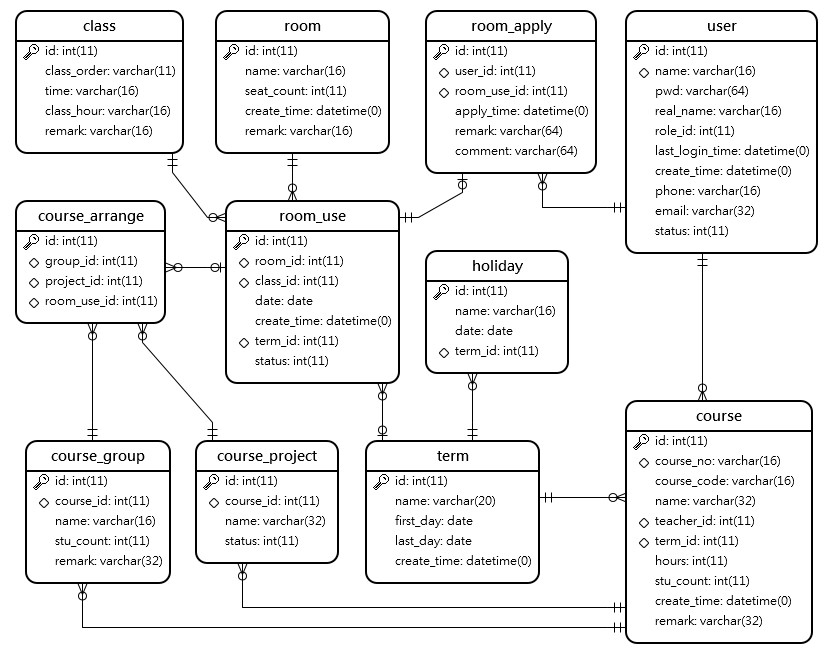 class
id: int(11)
class_order: varchar(11)
time: varchar(16)
class_hour: varchar(16)
remark: varchar(16)
room
id: int(11)
name: varchar(16)
seat_count: int(11)
create_time: datetime(0)
remark: varchar(16)
room_apply
id: int(11)
user_id: int(11)
room_use_id: int(11)
apply_time: datetime(0)
remark: varchar(64)
comment: varchar(64)
user
id: int(11)
name: varchar(16)
pwd: varchar(64)
real_name: varchar(16)
role_id: int(11)
last_login_time: datetime(0)
create_time: datetime(0)
phone: varchar(16)
email: varchar(32)
status: int(11)
course_arrange
id: int(11)
group_id: int(11)
project_id: int(11)
room_use_id: int(11)
room_use
id: int(11)
room_id: int(11)
class_id: int(11)
date: date
create_time: datetime(0)
term_id: int(11)
status: int(11)
holiday
id: int(11)
name: varchar(16)
date: date
term_id: int(11)
course_group
id: int(11)
course_id: int(11)
name: varchar(16)
stu_count: int(11)
remark: varchar(32)
course_project
id: int(11)
course_id: int(11)
name: varchar(32)
status: int(11)
term
id: int(11)
name: varchar(20)
first_day: date
last_day: date
create_time: datetime(0)
course
id: int(11)
course_no: varchar(16)
course_code: varchar(16)
name: varchar(32)
teacher_id: int(11)
term_id: int(11)
hours: int(11)
stu_count: int(11)
create_time: datetime(0)
remark: varchar(32)